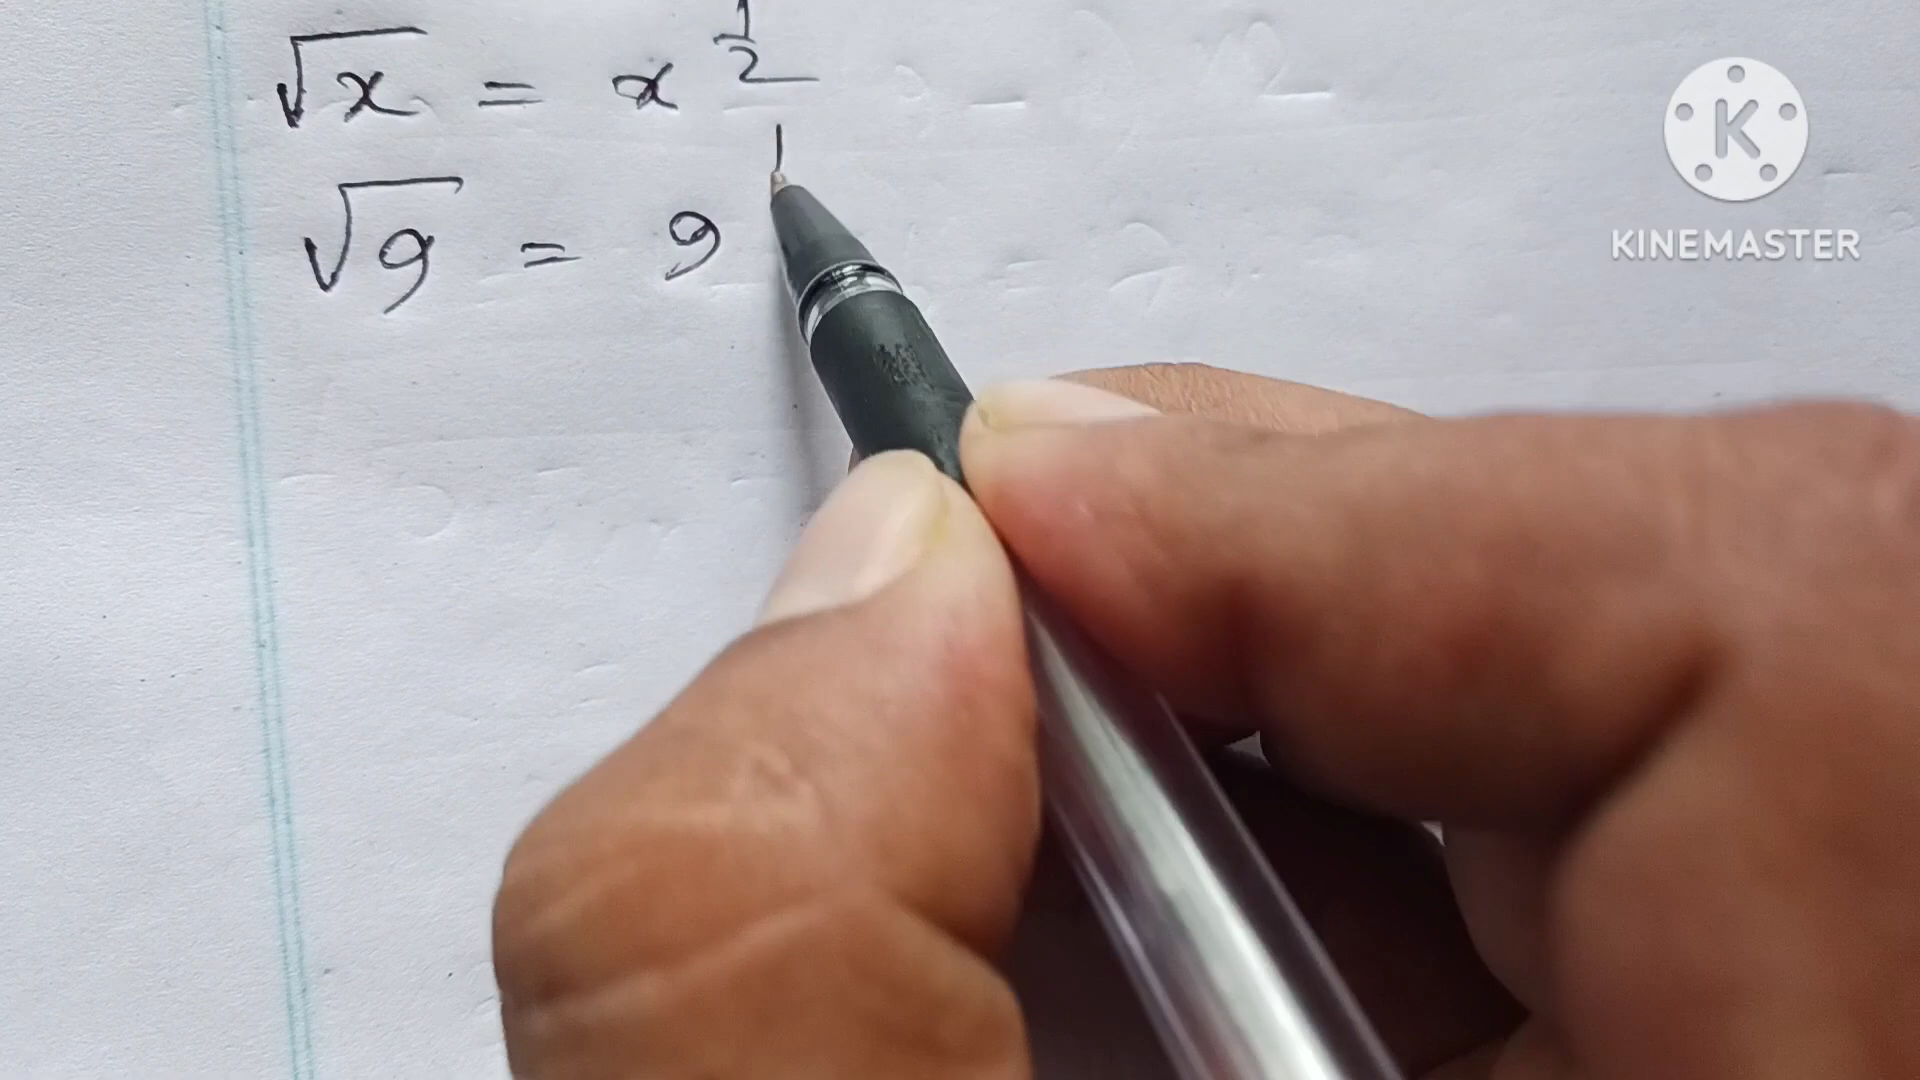 √x = x^1/2
√9 = 9^1
K
KINEMASTER